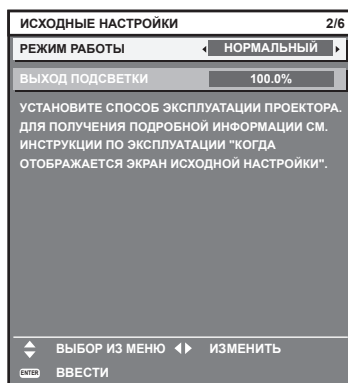 ИСХОДНЫЕ НАСТРОЙКИ 2/6
РЕЖИМ РАБОТЫ НОРМАЛЬНЫЙ
ВЫХОД ПОДСВЕТКИ 100.0%
УСТАНОВИТЕ СПОСОБ ЭКСПЛУАТАЦИИ ПРОЕКТОРА.
ДЛЯ ПОЛУЧЕНИЯ ПОДРОБНОЙ ИНФОРМАЦИИ СМ.
ИНСТРУКЦИИ ПО ЭКСПЛУАТАЦИИ "КОГДА
ОТОБРАЖАЕТСЯ ЭКРАН ИСХОДНОЙ НАСТРОЙКИ".
ВЫБОР ИЗ МЕНЮ ИЗМЕНИТЬ
ENTER ВВЕСТИ